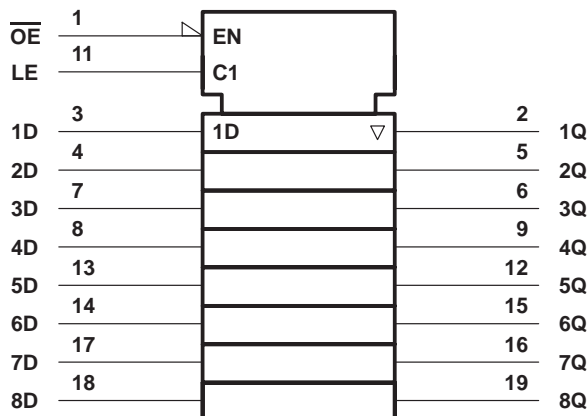 1
O̅E̅ EN
11
LE C1
3 2
1D 1D ▽ 1Q
4 5
2D 2Q
7 6
3D 3Q
8 9
4D 4Q
13 12
5D 5Q
14 15
6D 6Q
17 16
7D 7Q
18 19
8D 8Q